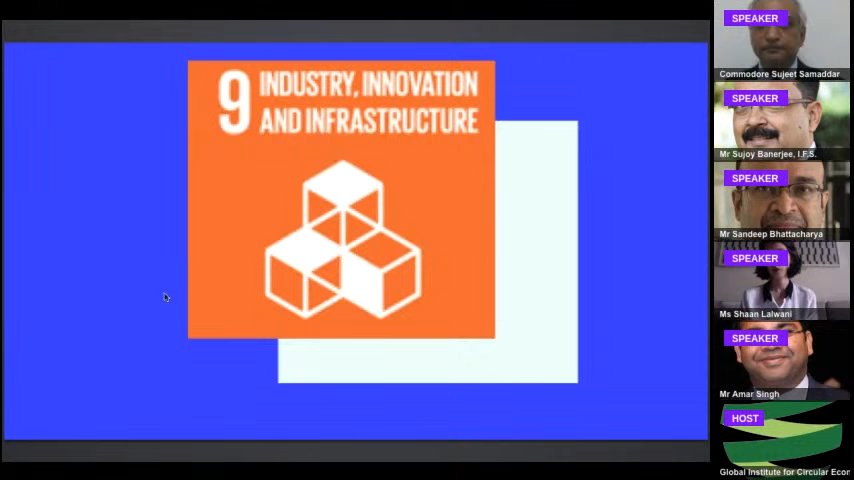 9 INDUSTRY, INNOVATION
AND INFRASTRUCTURE
SPEAKER
Commodore Sujeet Samaddar
SPEAKER
Mr Sujoy Banerjee, I.F.S.
SPEAKER
Mr Sandeep Bhattacharya
SPEAKER
Ms Shaan Lalwani
SPEAKER
Mr Amar Singh
HOST
Global Institute for Circular Econ